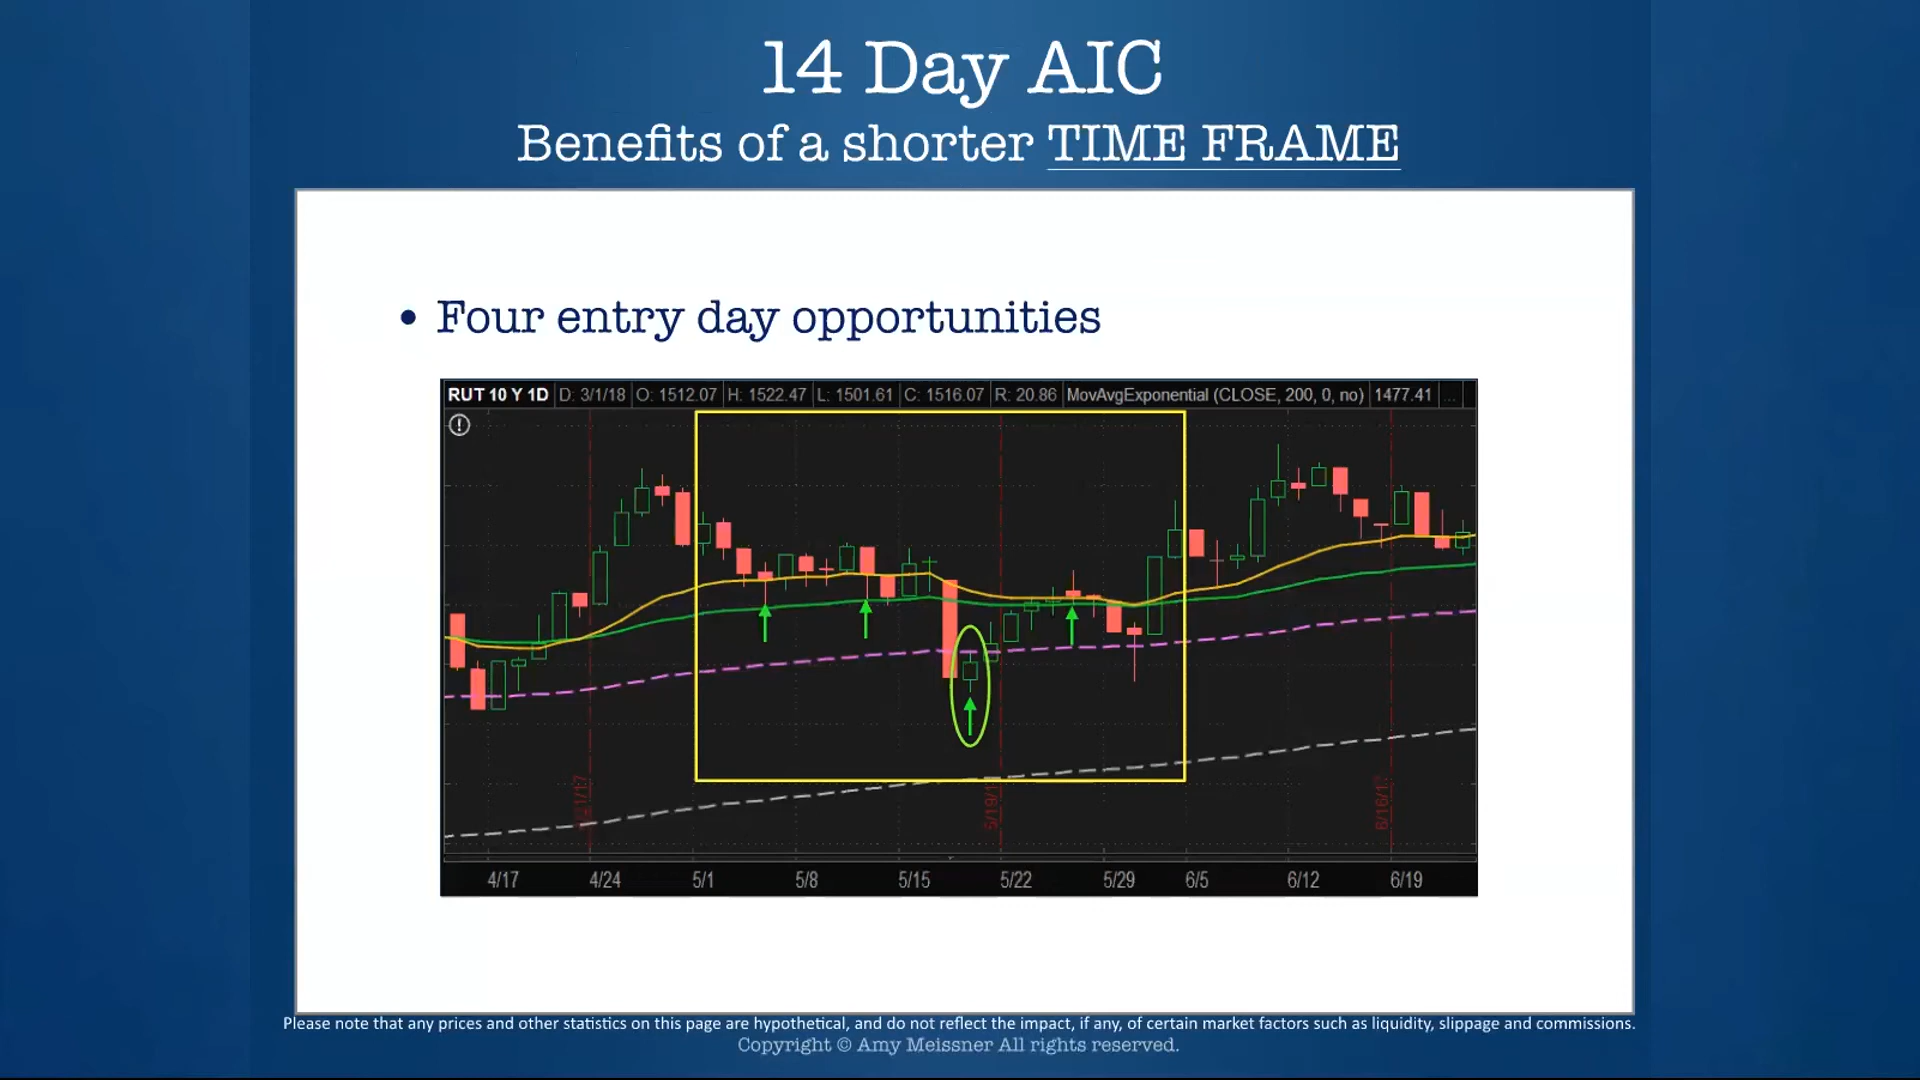 14 Day AIC
Benefits of a shorter TIME FRAME
• Four entry day opportunities
RUT 10 Y 1D D: 3/1/18 O: 1512.07 H: 1522.47 L: 1501.61 C: 1516.07 R: 20.86 MovAvgExponential (CLOSE, 200, 0, no) 1477.41 ...
4/17 4/24 5/1 5/8 5/15 5/22 5/29 6/5 6/12 6/19
Please note that any prices and other statistics on this page are hypothetical, and do not reflect the impact, if any, of certain market factors such as liquidity, slippage and commissions.
Copyright © Amy Meissner All rights reserved.